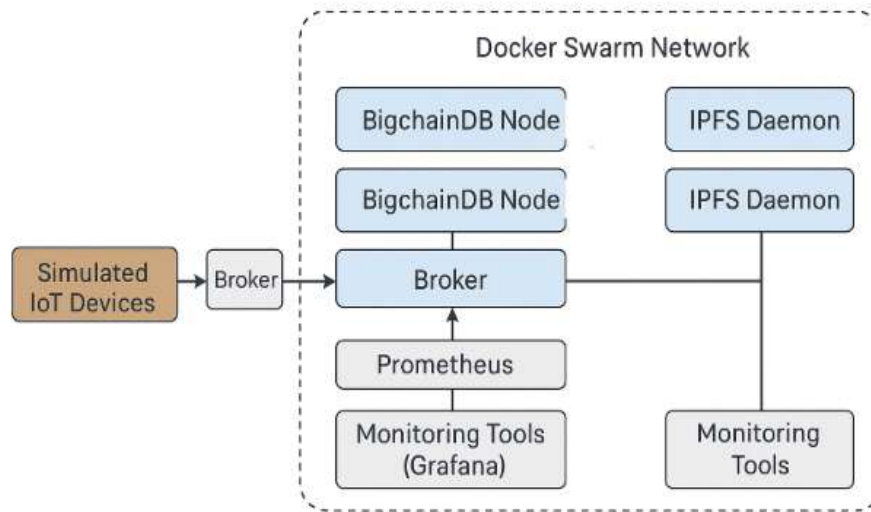 Docker Swarm Network
BigchainDB Node
IPFS Daemon
BigchainDB Node
IPFS Daemon
Simulated
IoT Devices
Broker
Broker
Prometheus
Monitoring Tools
(Grafana)
Monitoring
Tools